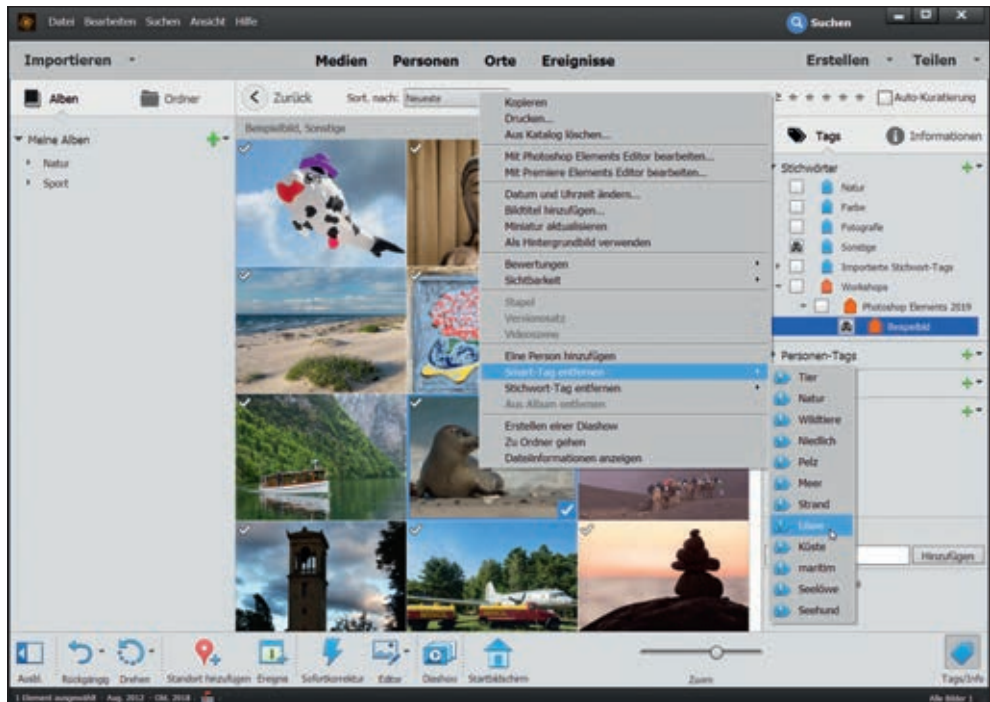 Datei Bearbeiten Suchen Ansicht Hilfe
Suchen
Importieren
Medien Personen Orte Ereignisse
Erstellen Teilen
Alben Ordner
Zurück Sort. nach: Neueste
Auto-Kuratierung
Meine Alben
Natur
Sport
Beispielbild, Sonstige
Kopieren
Drucken...
Aus Katalog löschen...
Mit Photoshop Elements Editor bearbeiten...
Mit Premiere Elements Editor bearbeiten...
Datum und Uhrzeit ändern...
Bildtitel hinzufügen...
Miniatur aktualisieren
Als Hintergrundbild verwenden
Bewertungen
Sichtbarkeit
Stapel
Versionssatz
Videoszene
Eine Person hinzufügen
Smart-Tag entfernen
Stichwort-Tag entfernen
Aus Album entfernen
Erstellen einer Diashow
Zu Ordner gehen
Dateiinformationen anzeigen
Tags Informationen
Stichwörter
Natur
Farbe
Fotografie
Sonstige
Importierte Stichwort-Tags
Workshops
Photoshop Elements 2019
Beispielbild
Personen-Tags
Tier
Natur
Wildtiere
Niedlich
Pelz
Meer
Strand
Löwe
Küste
maritim
Seelöwe
Seehund
Hinzufügen
Ausbl. Rückgängig Drehen Standort hinzufügen Ereignis Sofortkorrektur Editor Diashow Startbildschirm Zoom Tags/Info
1 Element ausgewählt - Aug. 2012 - Okt. 2018 - Alle Bilder 1